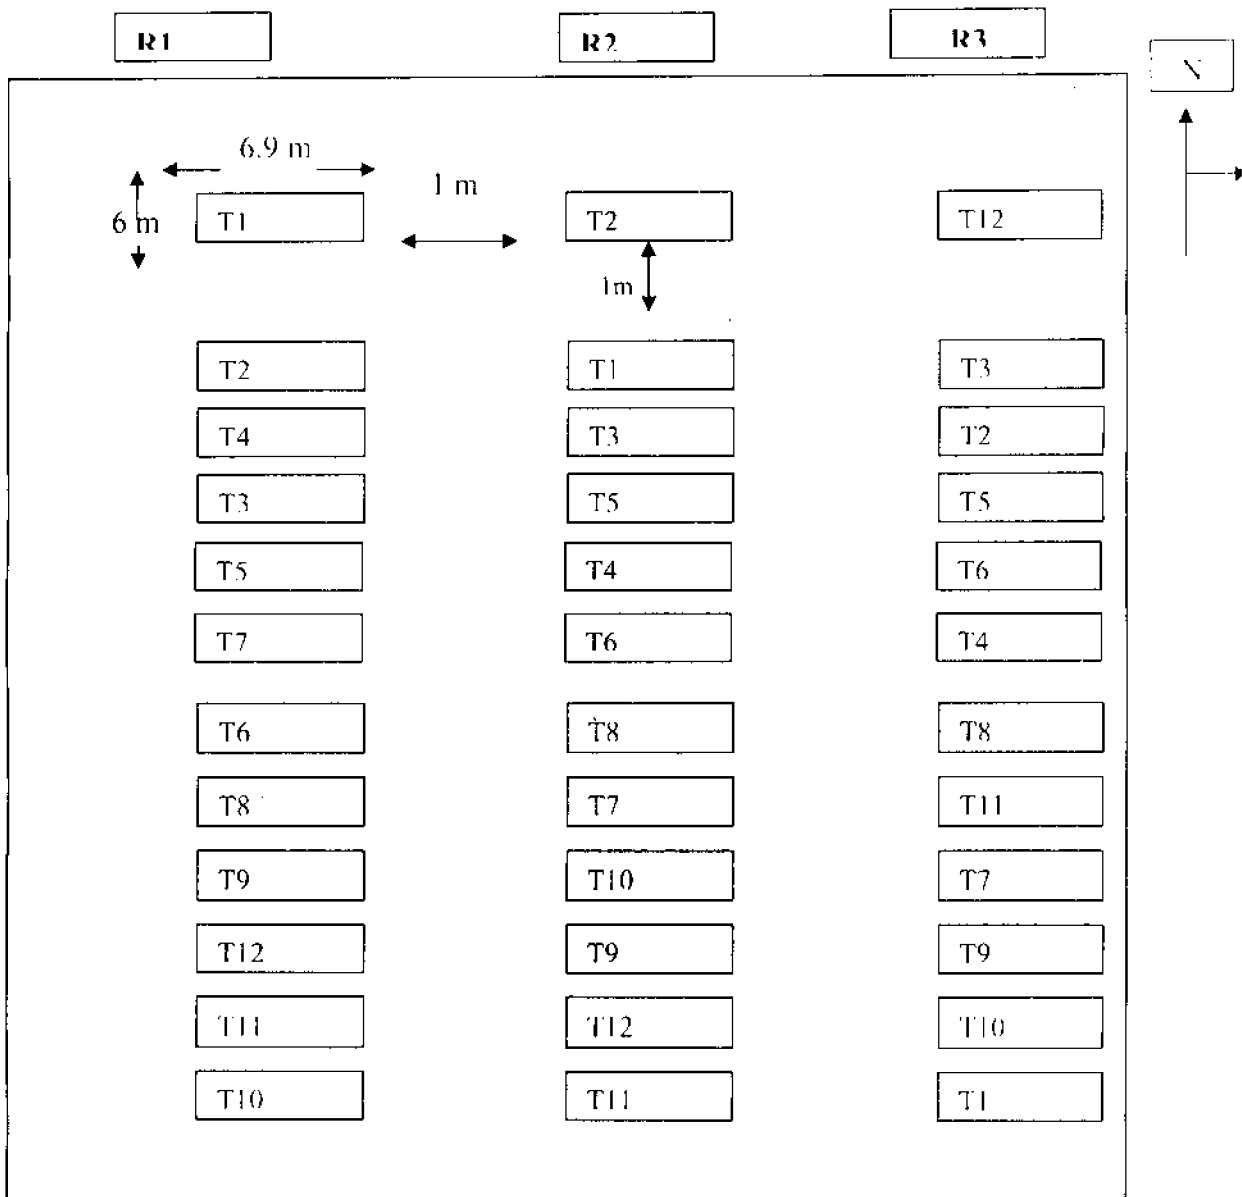 R1 R2 R3
N
6.9 m
1 m
6 m
T1 T2 T12
1m
T2 T1 T3
T4 T3 T2
T3 T5 T5
T5 T4 T6
T7 T6 T4
T6 T8 T8
T8 T7 T11
T9 T10 T7
T12 T9 T9
T11 T12 T10
T10 T11 T1